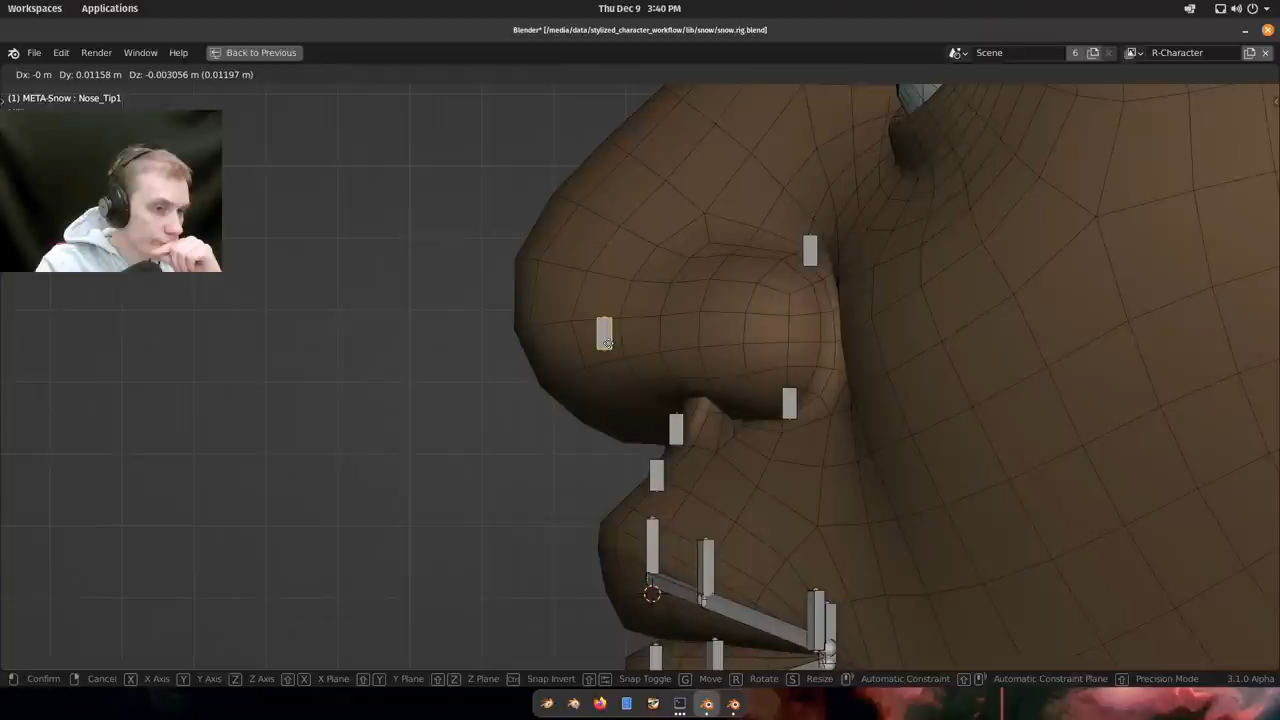 Workspaces Applications Thu Dec 9 3:40 PM
Blender* [/media/data/stylized_character_workflow/lib/snow/snow.rig.blend]
File Edit Render Window Help Back to Previous Scene 6 R-Character
Dx: -0 m Dy: 0.01158 m Dz: -0.003056 m (0.01197 m)
(1) META-Snow : Nose_Tip1
Confirm Cancel X X Axis Y Y Axis Z Z Axis X X Plane Y Y Plane Z Z Plane Ctrl Snap Invert Snap Toggle G Move R Rotate S Resize Automatic Constraint Automatic Constraint Plane Precision Mode 3.1.0 Alpha